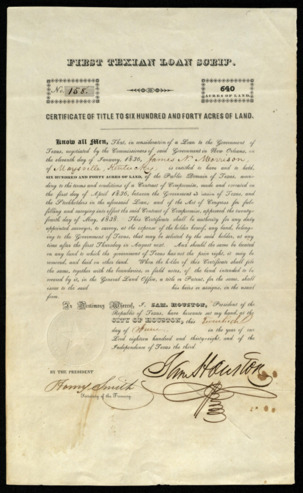 FIRST TEXIAN LOAN SCRIP.
No. 158.
640
ACRES OF LAND.
CERTIFICATE OF TITLE TO SIX HUNDRED AND FORTY ACRES OF LAND.
Know all Men, That, in consideration of a Loan to the Government of
Texas, negotiated by the Commissioners of said Government in New Orleans, on
the eleventh day of January, 1836, James N. Morrison
of Maysville, Kentucky is entitled to have and to hold,
SIX HUNDRED AND FORTY ACRES OF LAND, of the Public Domain of Texas, according
to the terms and conditions of a Contract of Compromise, made and executed on
the first day of April, 1836, between the Government of Texas, and
the Stockholders in the aforesaid Loan; and of the Act of Congress for fulfilling
and carrying into effect the said Contract of Compromise, approved the twenty-
fourth day of May, 1838. This Certificate shall be authority for any duly
appointed surveyor, to survey, at the expense of the holder hereof, any land, belonging
to the Government of Texas, that may be selected by the said holder, at any
time after the first Thursday in August next. And should the same be located
on any land to which the government of Texas has not the prior right, it may be
removed, and had on other land. When the holder of this Certificate shall file
the same, together with the boundaries, or field notes, of the land intended to be
covered by it, in the General Land Office, a title in Patent, for the same, shall
issue to the said his heirs or assigns, in the usual
form.
In Testimony Whereof, I, SAM. HOUSTON, President of the
Republic of Texas, have hereunto set my hand at the
CITY OF HOUSTON, this
day of June in the year of our
Lord eighteen hundred and thirty-eight, and of the
Independence of Texas the third.
Sam Houston
BY THE PRESIDENT
Henry Smith
Secretary of the Treasury.